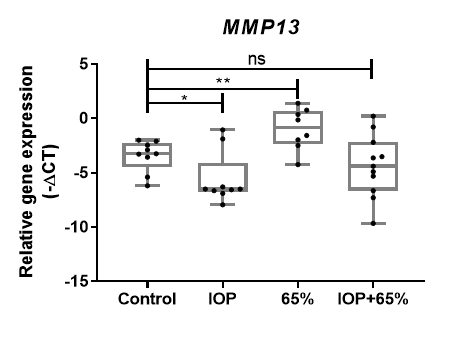 MMP13
ns
**
*
Relative gene expression
(-ΔCT)
5
0
-5
-10
-15
Control IOP 65% IOP+65%